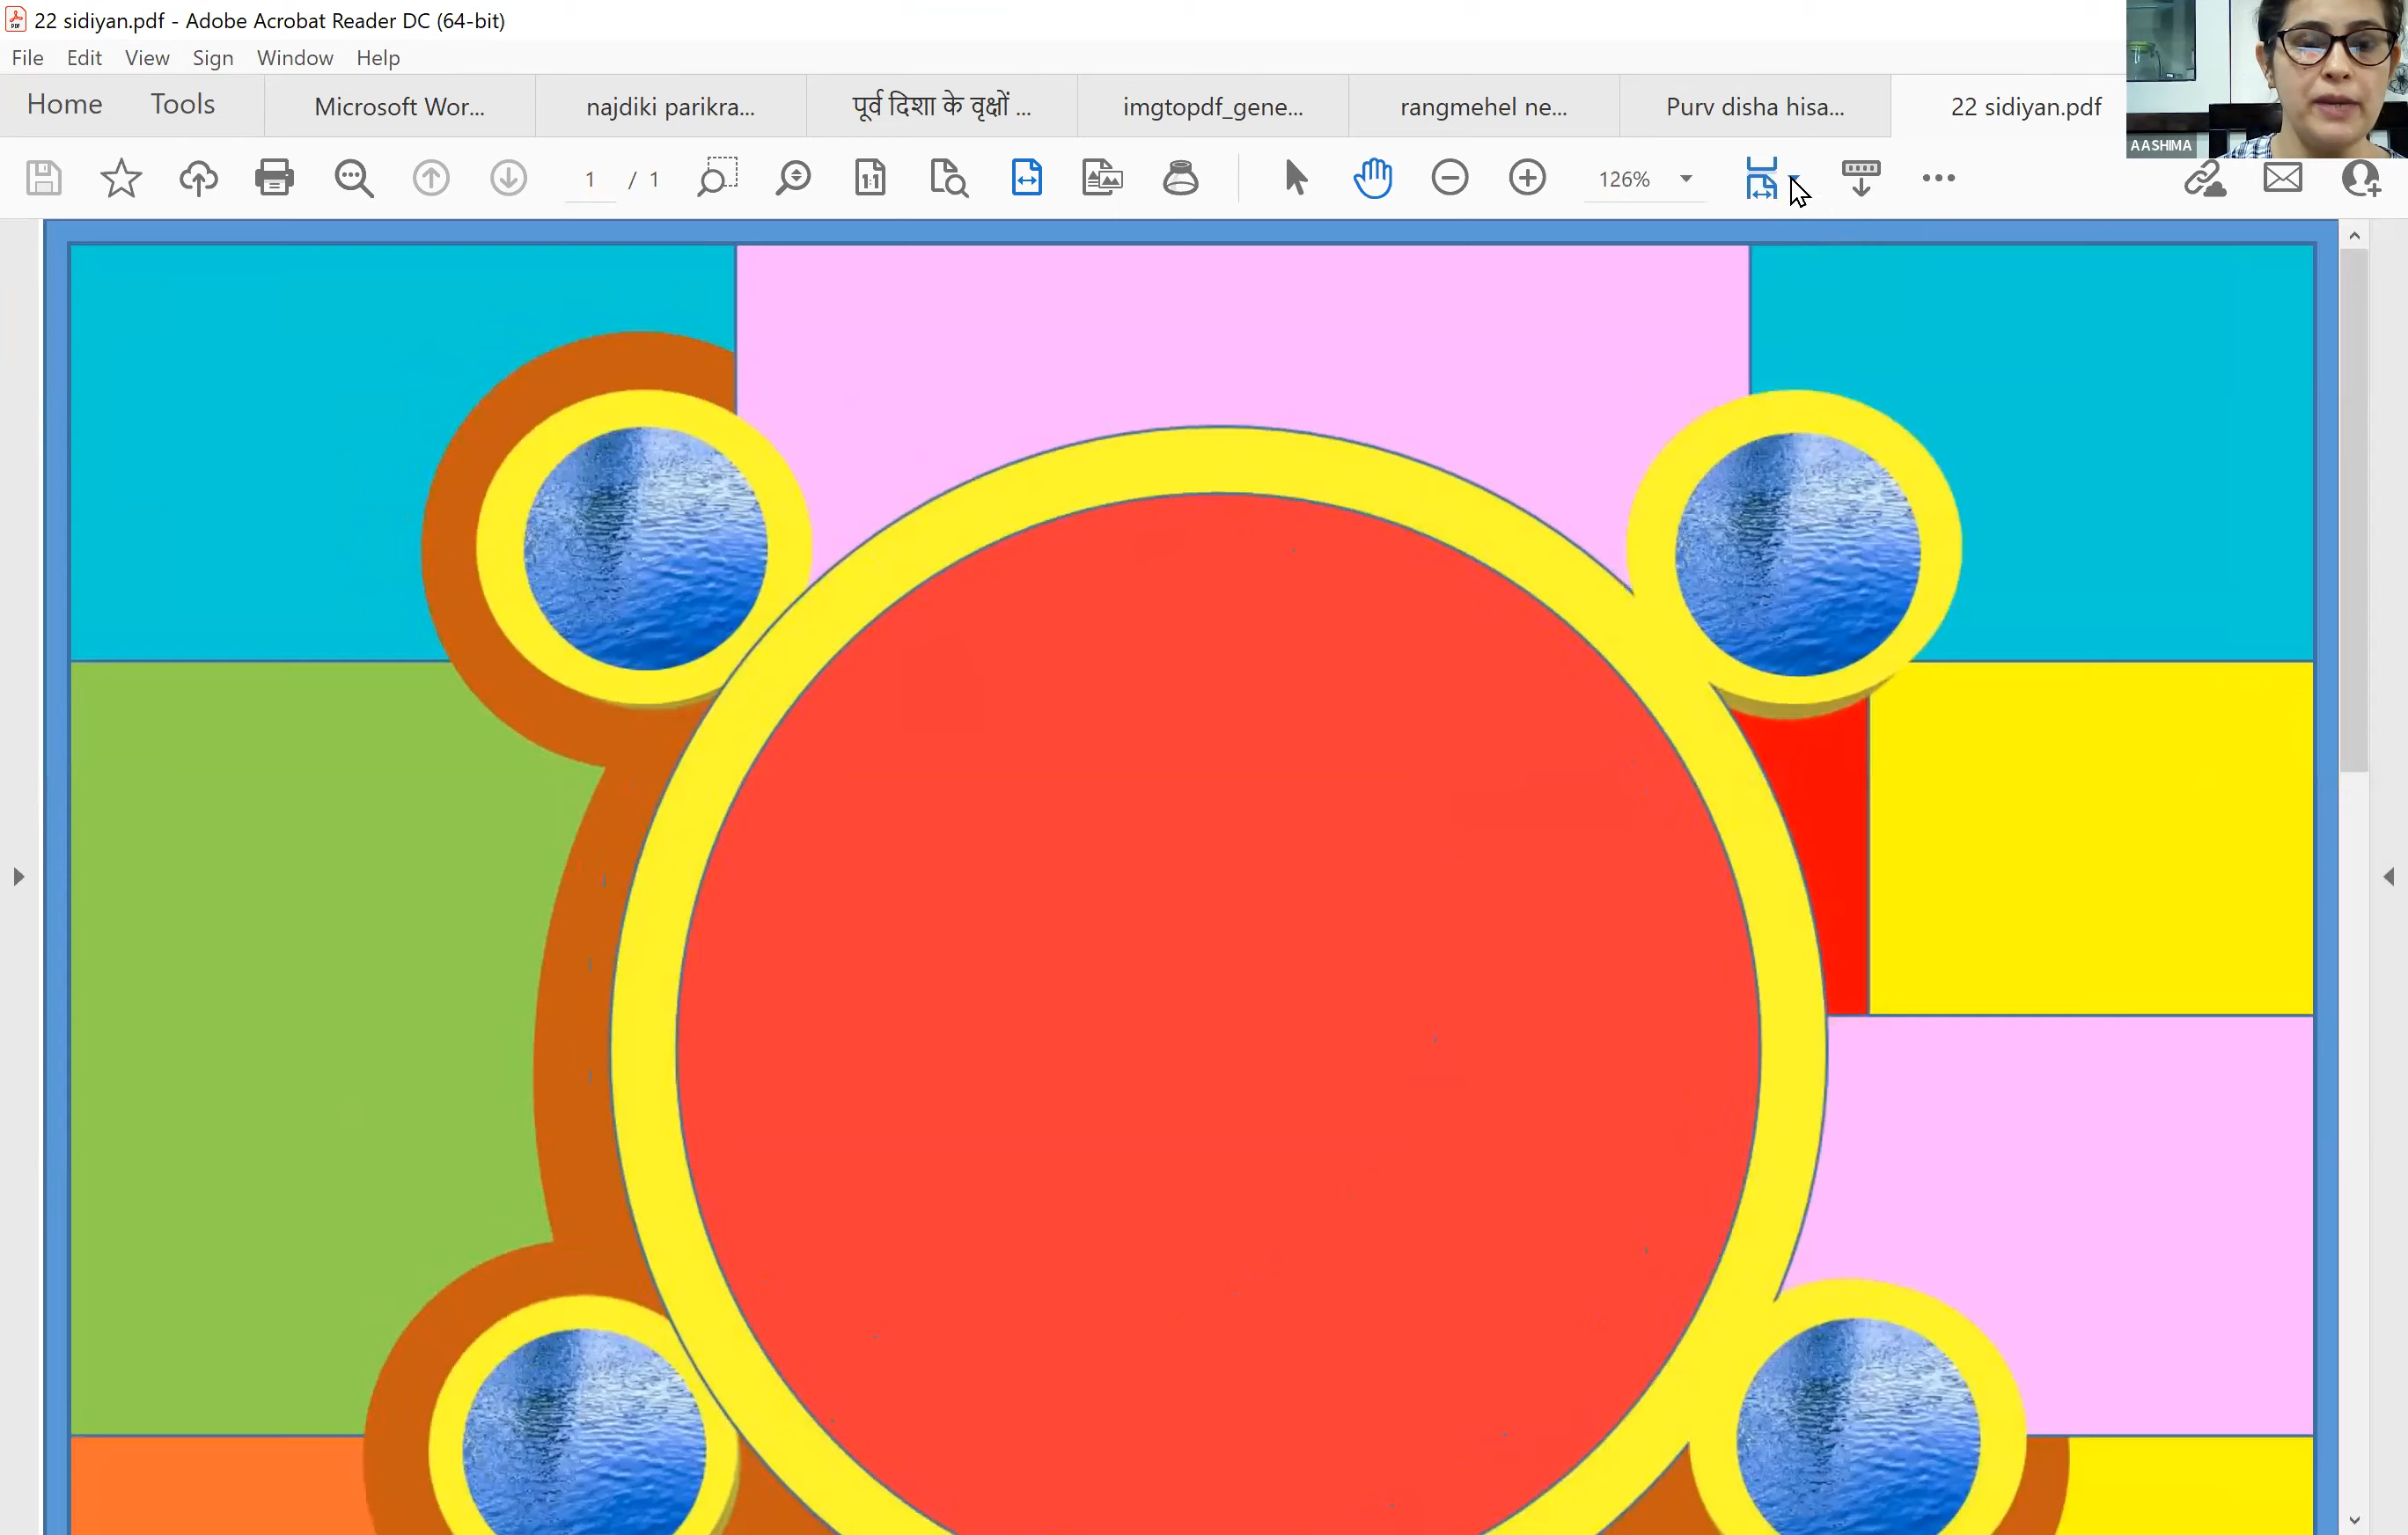 22 sidiyan.pdf - Adobe Acrobat Reader DC (64-bit)
File Edit View Sign Window Help
Home Tools Microsoft Wor... najdiki parikra... पूर्व दिशा के वृक्षों ... imgtopdf_gene... rangmehel ne... Purv disha hisa... 22 sidiyan.pdf
AASHIMA
1 / 1 126%